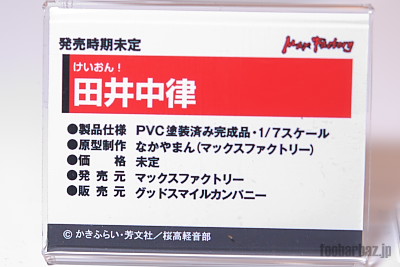 発売時期未定
Max Factory
けいおん！
田井中律
●製品仕様 PVC塗装済み完成品・1/7スケール
●原型制作 なかやまん（マックスファクトリー）
●価　　格 未定
●発 売 元 マックスファクトリー
●販 売 元 グッドスマイルカンパニー
© かきふらい・芳文社／桜高軽音部
foobarbaz.jp